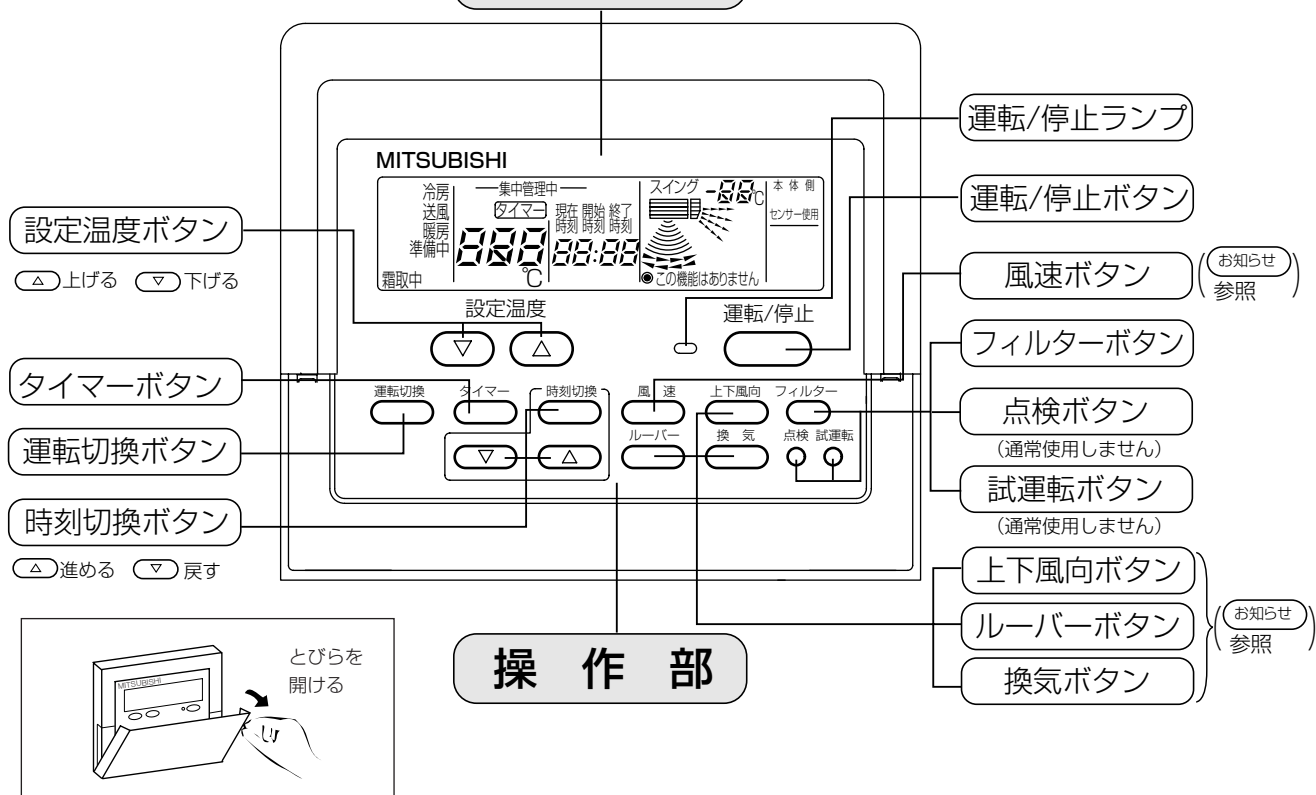 MITSUBISHI
冷房
送風
暖房
準備中
霜取中
集中管理中
タイマー
現在 開始 終了
時刻 時刻 時刻
888
℃
88:88
スイング
-88℃
本体側
センサー使用
◉この機能はありません
設定温度
▽ △
運転/停止
運転切換
タイマー
時刻切換
▽ △
風 速
上下風向
フィルター
ルーバー
換 気
点検 試運転
設定温度ボタン
△上げる ▽下げる
タイマーボタン
運転切換ボタン
時刻切換ボタン
△進める ▽戻す
運転/停止ランプ
運転/停止ボタン
風速ボタン
(お知らせ
参照)
フィルターボタン
点検ボタン
(通常使用しません)
試運転ボタン
(通常使用しません)
上下風向ボタン
ルーバーボタン
換気ボタン
(お知らせ
参照)
操 作 部
MITSUBISHI
とびらを
開ける